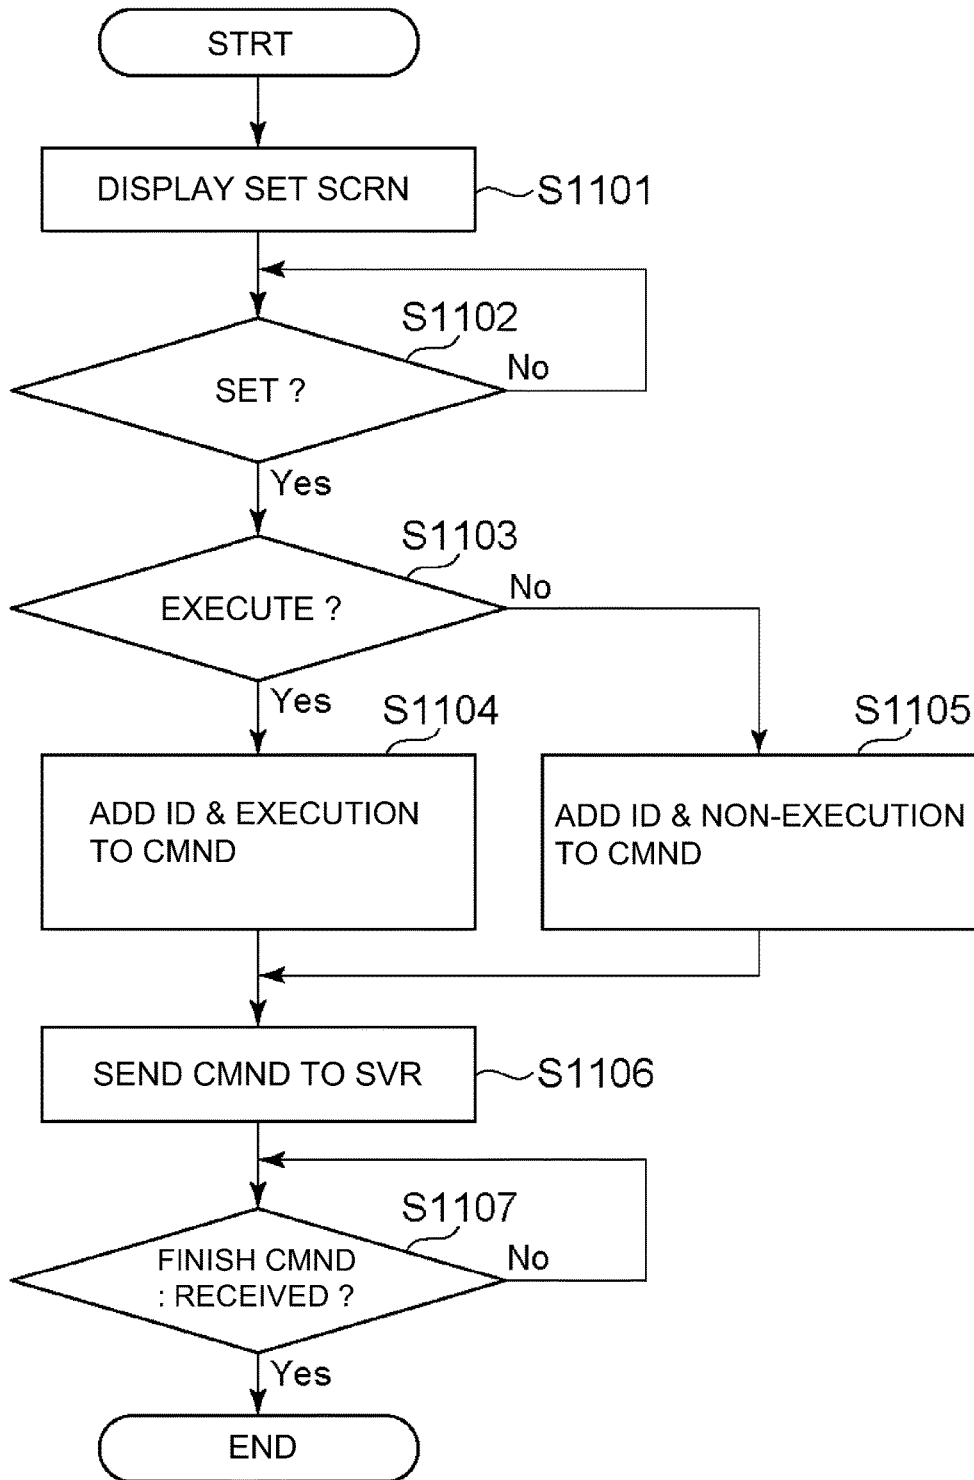 STRT
DISPLAY SET SCRN
S1101
S1102
SET ?
No
Yes
S1103
EXECUTE ?
No
Yes
S1104
S1105
ADD ID & EXECUTION
TO CMND
ADD ID & NON-EXECUTION
TO CMND
SEND CMND TO SVR
S1106
S1107
FINISH CMND
: RECEIVED ?
No
Yes
END